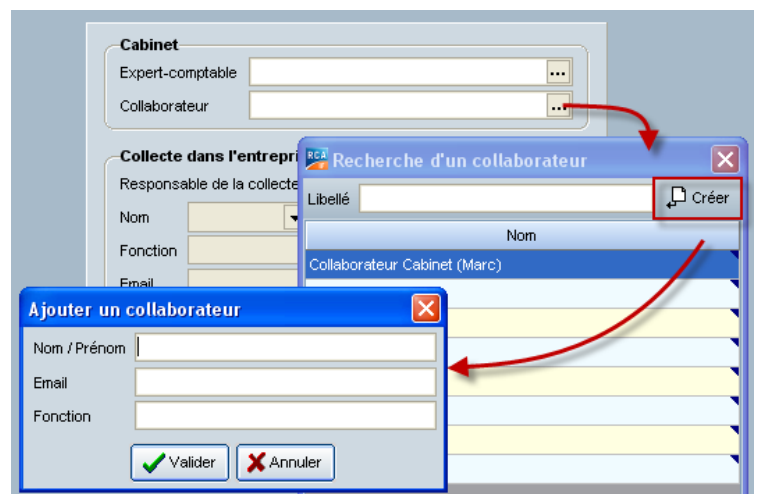 Cabinet
Expert-comptable ...
Collaborateur ...
Collecte dans l'entrepri
Responsable de la collecte
Nom
Fonction
Email
RCA Recherche d'un collaborateur
Libellé Créer
Nom
Collaborateur Cabinet (Marc)
Ajouter un collaborateur
Nom / Prénom
Email
Fonction
Valider Annuler